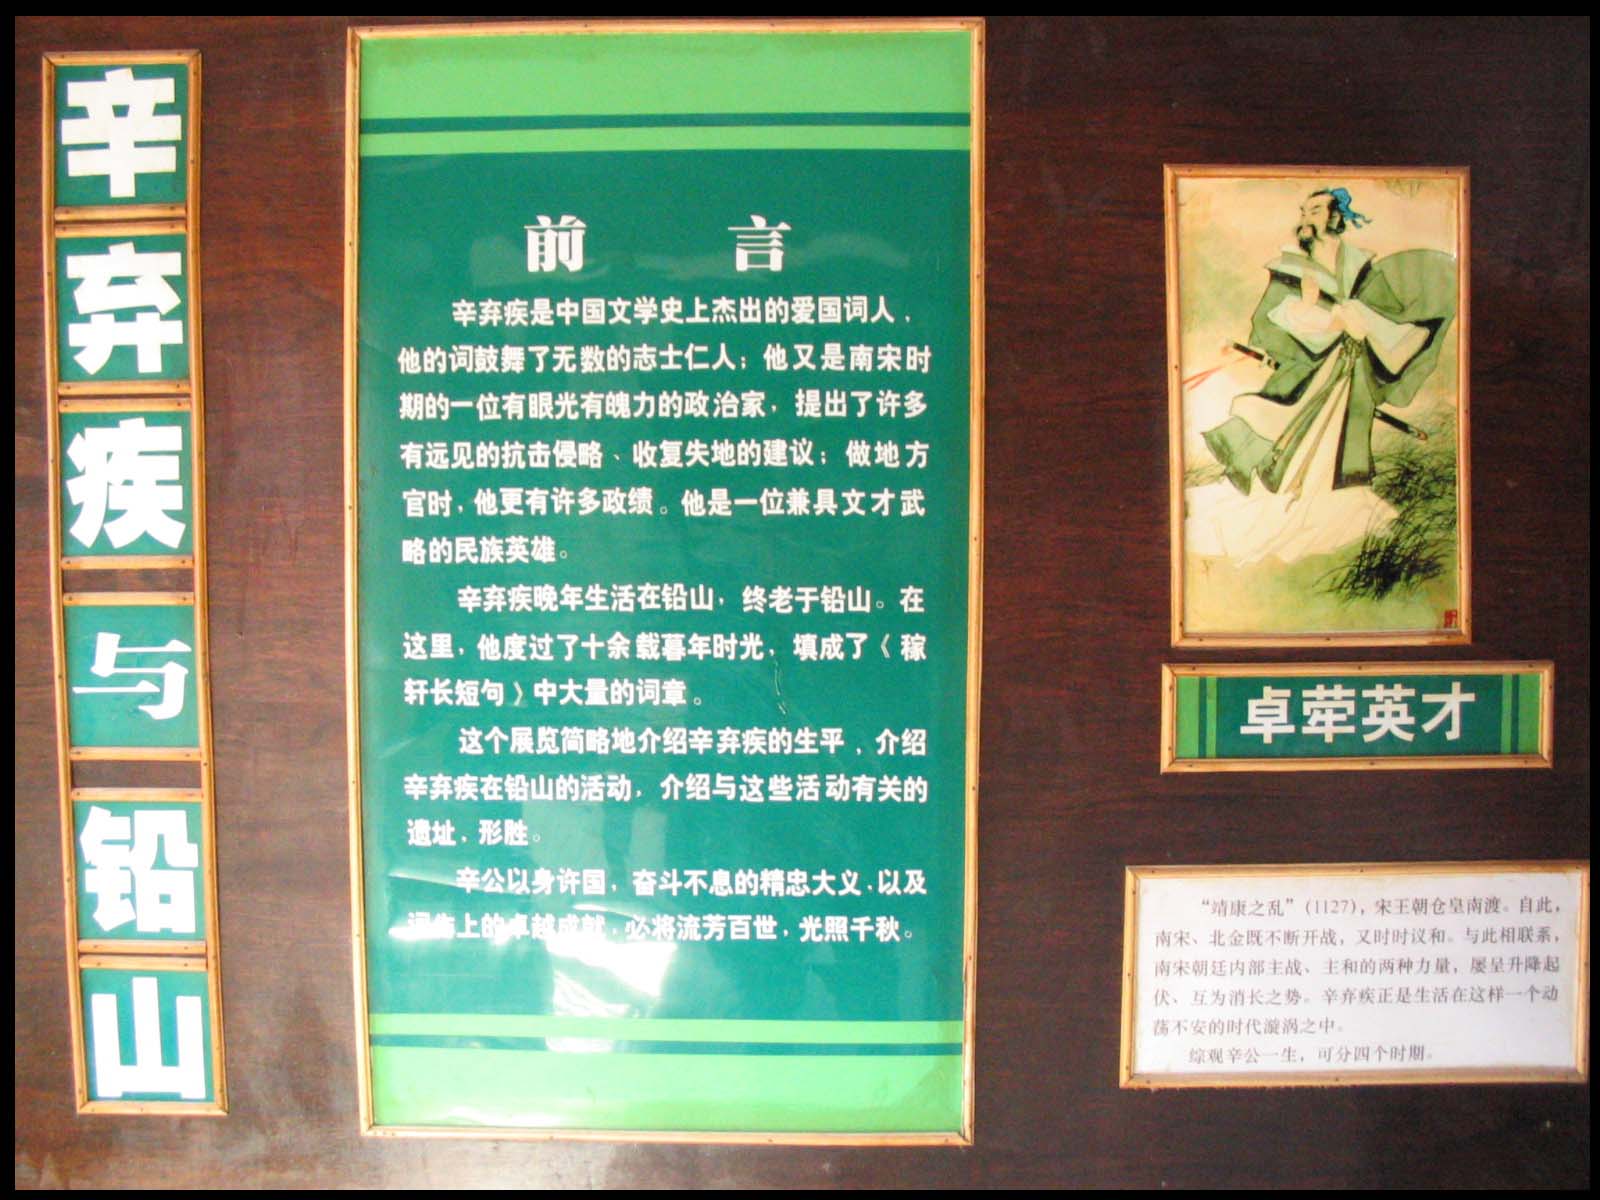 辛弃疾与铅山
前言
辛弃疾是中国文学史上杰出的爱国词人，
他的词鼓舞了无数的志士仁人；他又是南宋时
期的一位有眼光有魄力的政治家，提出了许多
有远见的抗击侵略、收复失地的建议；做地方
官时，他更有许多政绩。他是一位兼具文才武
略的民族英雄。
辛弃疾晚年生活在铅山，终老于铅山。在
这里，他度过了十余载暮年时光，填成了《稼
轩长短句》中大量的词章。
这个展览简略地介绍辛弃疾的生平，介绍
辛弃疾在铅山的活动，介绍与这些活动有关的
遗址，形胜。
辛公以身许国，奋斗不息的精忠大义，以及
词作上的卓越成就，必将流芳百世，光照千秋。
卓荦英才
“靖康之乱”(1127)，宋王朝仓皇南渡。自此，
南宋、北金既不断开战，又时时议和。与此相联系，
南宋朝廷内部主战、主和的两种力量，屡呈升降起
伏、互为消长之势。辛弃疾正是生活在这样一个动
荡不安的时代漩涡之中。
综观辛公一生，可分四个时期。